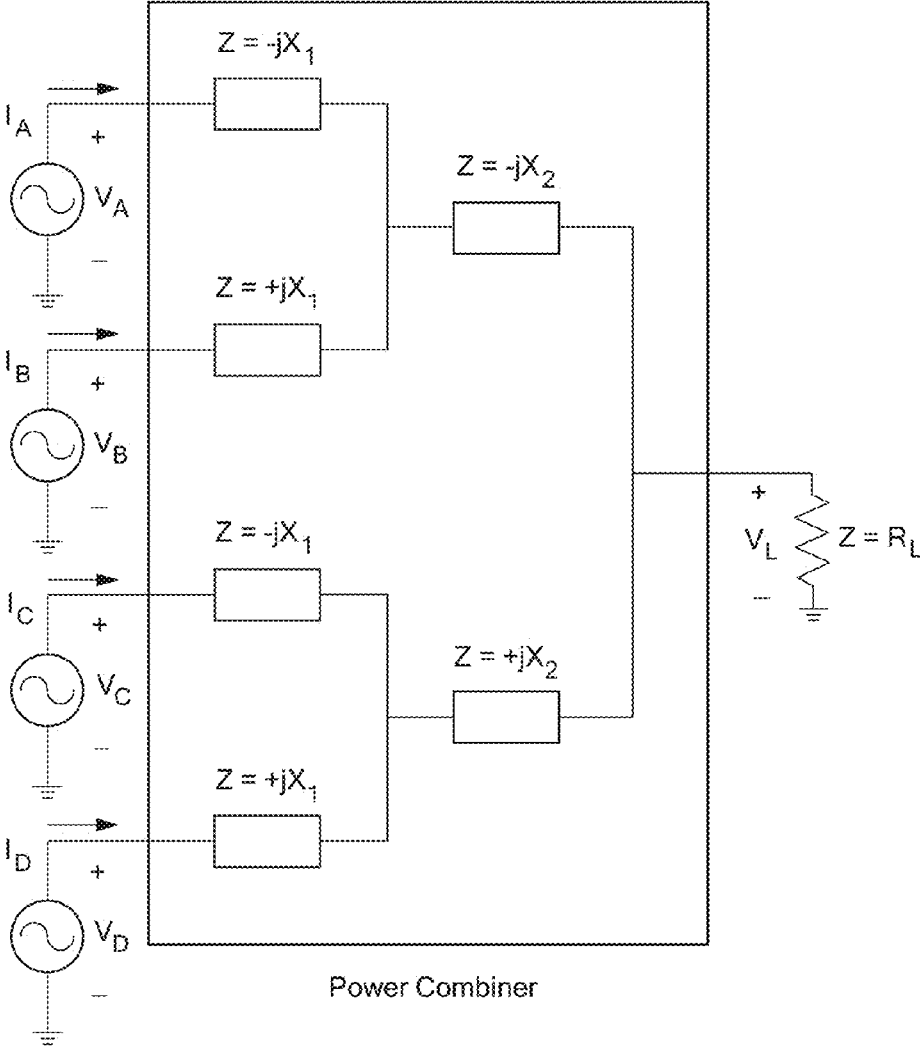 Z = -jX1
IA
+
VA
–
Z = -jX2
Z = +jX1
IB
+
VB
–
Z = -jX1
IC
+
VC
–
+
VL
–
Z = RL
Z = +jX2
Z = +jX1
ID
+
VD
–
Power Combiner